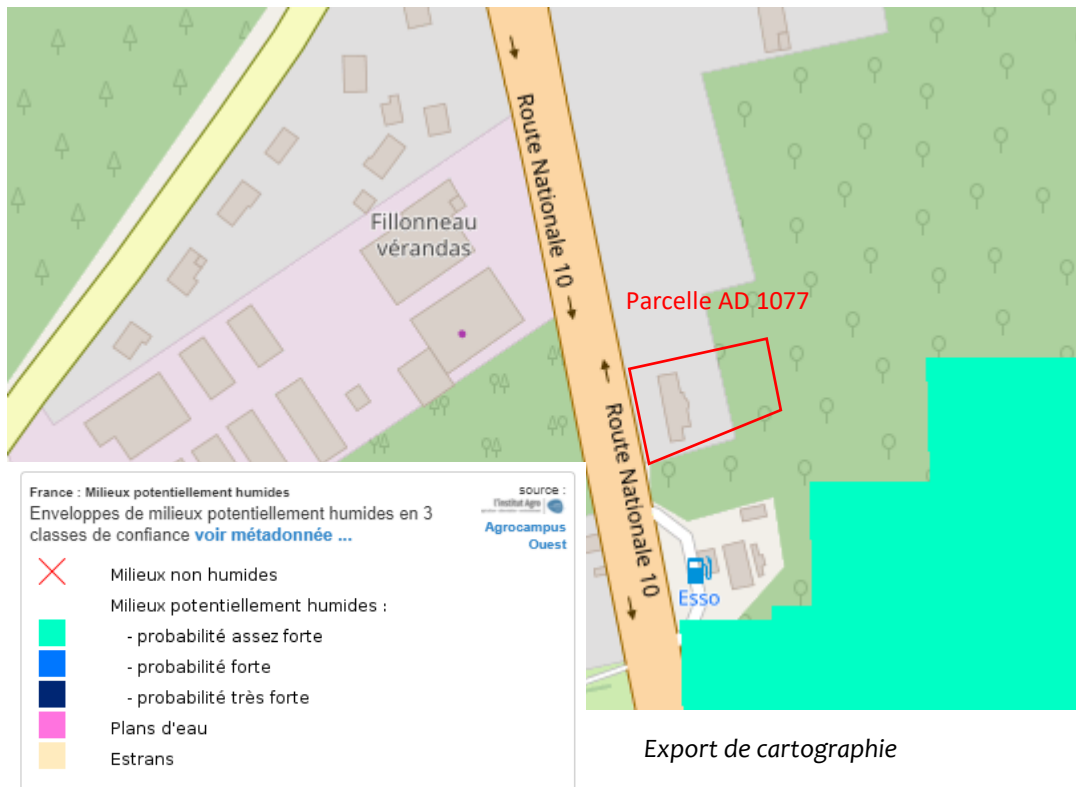 Route Nationale 10
Fillonneau
vérandas
Parcelle AD 1077
Route Nationale 10
Esso
France : Milieux potentiellement humides
source :
l'institut Agro
Enveloppes de milieux potentiellement humides en 3
classes de confiance voir métadonnée ...
Agrocampus
Ouest
Milieux non humides
Milieux potentiellement humides :
- probabilité assez forte
- probabilité forte
- probabilité très forte
Plans d'eau
Estrans
Export de cartographie